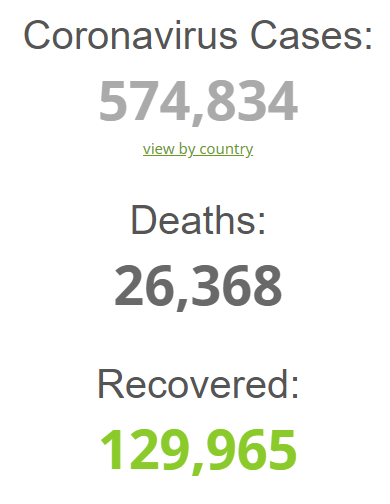 Coronavirus Cases:
574,834
view by country
Deaths:
26,368
Recovered:
129,965